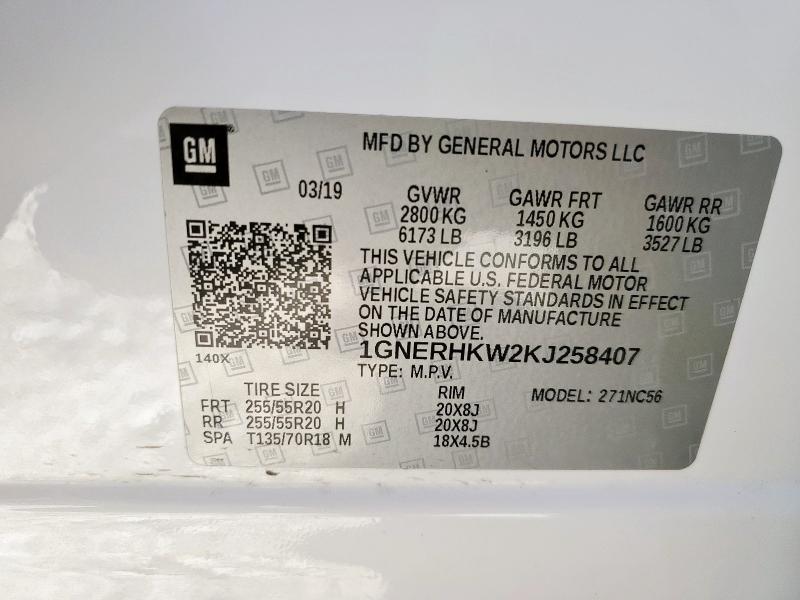 GM
MFD BY GENERAL MOTORS LLC
03/19 GVWR GAWR FRT GAWR RR
2800 KG 1450 KG 1600 KG
6173 LB 3196 LB 3527 LB
THIS VEHICLE CONFORMS TO ALL
APPLICABLE U.S. FEDERAL MOTOR
VEHICLE SAFETY STANDARDS IN EFFECT
ON THE DATE OF MANUFACTURE
SHOWN ABOVE.
140X 1GNERHKW2KJ258407
TYPE: M.P.V.
TIRE SIZE RIM MODEL: 271NC56
FRT 255/55R20 H 20X8J
RR 255/55R20 H 20X8J
SPA T135/70R18 M 18X4.5B